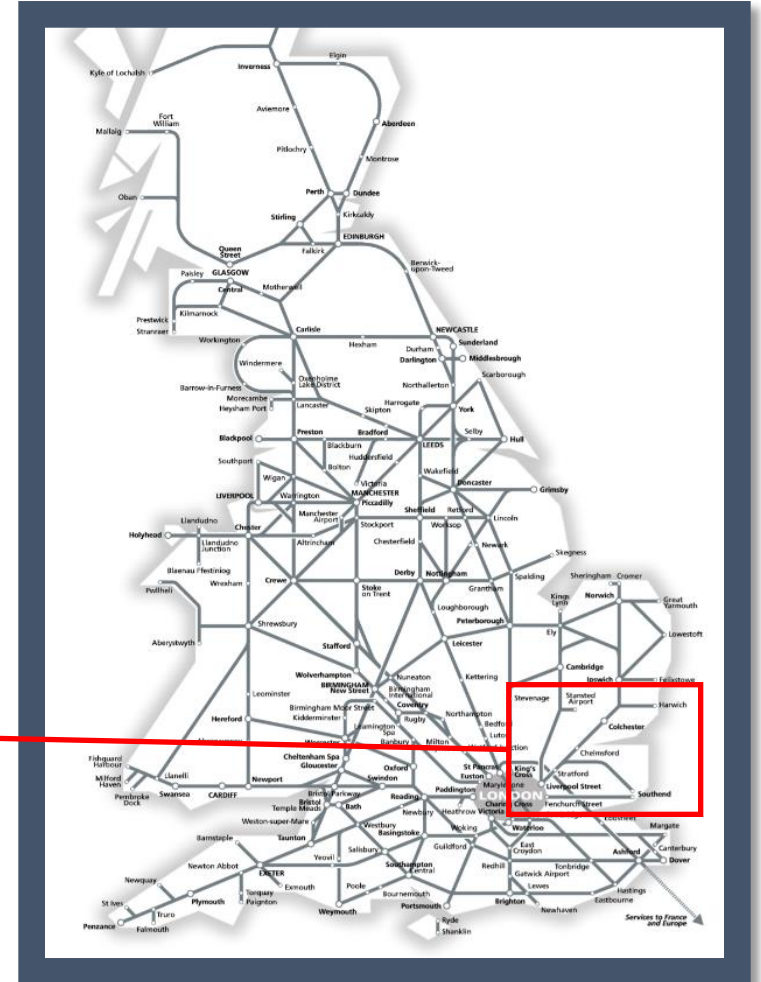 Elgin
Inverness
Kyle of Lochalsh
Aviemore
Fort
William
Aberdeen
Mallaig
Pitlochry
Montrose
Perth
Dundee
Oban
Stirling
Kirkcaldy
EDINBURGH
Queen
Street
Falkirk
Berwick-
upon-Tweed
Paisley
GLASGOW
Central
Motherwell
Prestwick
Kilmarnock
Stranraer
Carlisle
NEWCASTLE
Workington
Hexham
Durham
Sunderland
Darlington
Middlesbrough
Windermere
Scarborough
Oxenholme
Lake District
Northallerton
Barrow-in-Furness
Morecambe
Heysham Port
Lancaster
Harrogate
Skipton
York
Blackpool
Preston
Bradford
LEEDS
Selby
Hull
Blackburn
Huddersfield
Southport
Bolton
Wakefield
Wigan
Victoria
Doncaster
MANCHESTER
Piccadilly
Grimsby
LIVERPOOL
Warrington
Sheffield
Retford
Manchester
Airport
Lincoln
Llandudno
Stockport
Worksop
Holyhead
Chester
Llandudno
Junction
Altrincham
Chesterfield
Newark
Skegness
Blaenau Ffestiniog
Derby
Nottingham
Sheringham
Cromer
Pwllheli
Wrexham
Crewe
Stoke
on Trent
Grantham
Spalding
Kings
Lynn
Norwich
Great
Yarmouth
Loughborough
Peterborough
Ely
Lowestoft
Shrewsbury
Aberystwyth
Stafford
Leicester
Cambridge
Wolverhampton
BIRMINGHAM
New Street
Nuneaton
Birmingham
International
Kettering
Ipswich
Felixstowe
Leominster
Stevenage
Stansted
Airport
Birmingham Moor Street
Coventry
Harwich
Hereford
Kidderminster
Rugby
Northampton
Leamington
Spa
Bedford
Colchester
Banbury
Milton
Luto
Chelmsford
Cheltenham Spa
Gloucester
Fishguard
Harbour
Oxford
St Pancras
Euston
King's
Cross
Stratford
Llanelli
Milford
Haven
Newport
Swindon
Marylebone
Liverpool Street
Pembroke
Dock
Swansea
CARDIFF
Bristol Parkway
Reading
Paddington
LONDON
Southend
Bristol
Temple Meads
Bath
Charing Cross
Fenchurch Street
Newbury
Heathrow
Victoria
Weston-super-Mare
Waterloo
Margate
Barnstaple
Taunton
Westbury
Basingstoke
Woking
East
Croydon
Canterbury
Salisbury
Guildford
Ashford
Dover
Newton Abbot
Yeovil
Southampton
Central
Redhill
Tonbridge
Gatwick Airport
EXETER
Newquay
Exmouth
Poole
Bournemouth
Lewes
Hastings
Eastbourne
St Ives
Plymouth
Torquay
Paignton
Weymouth
Portsmouth
Brighton
Newhaven
Truro
Penzance
Falmouth
Ryde
Shanklin
Services to France
and Europe